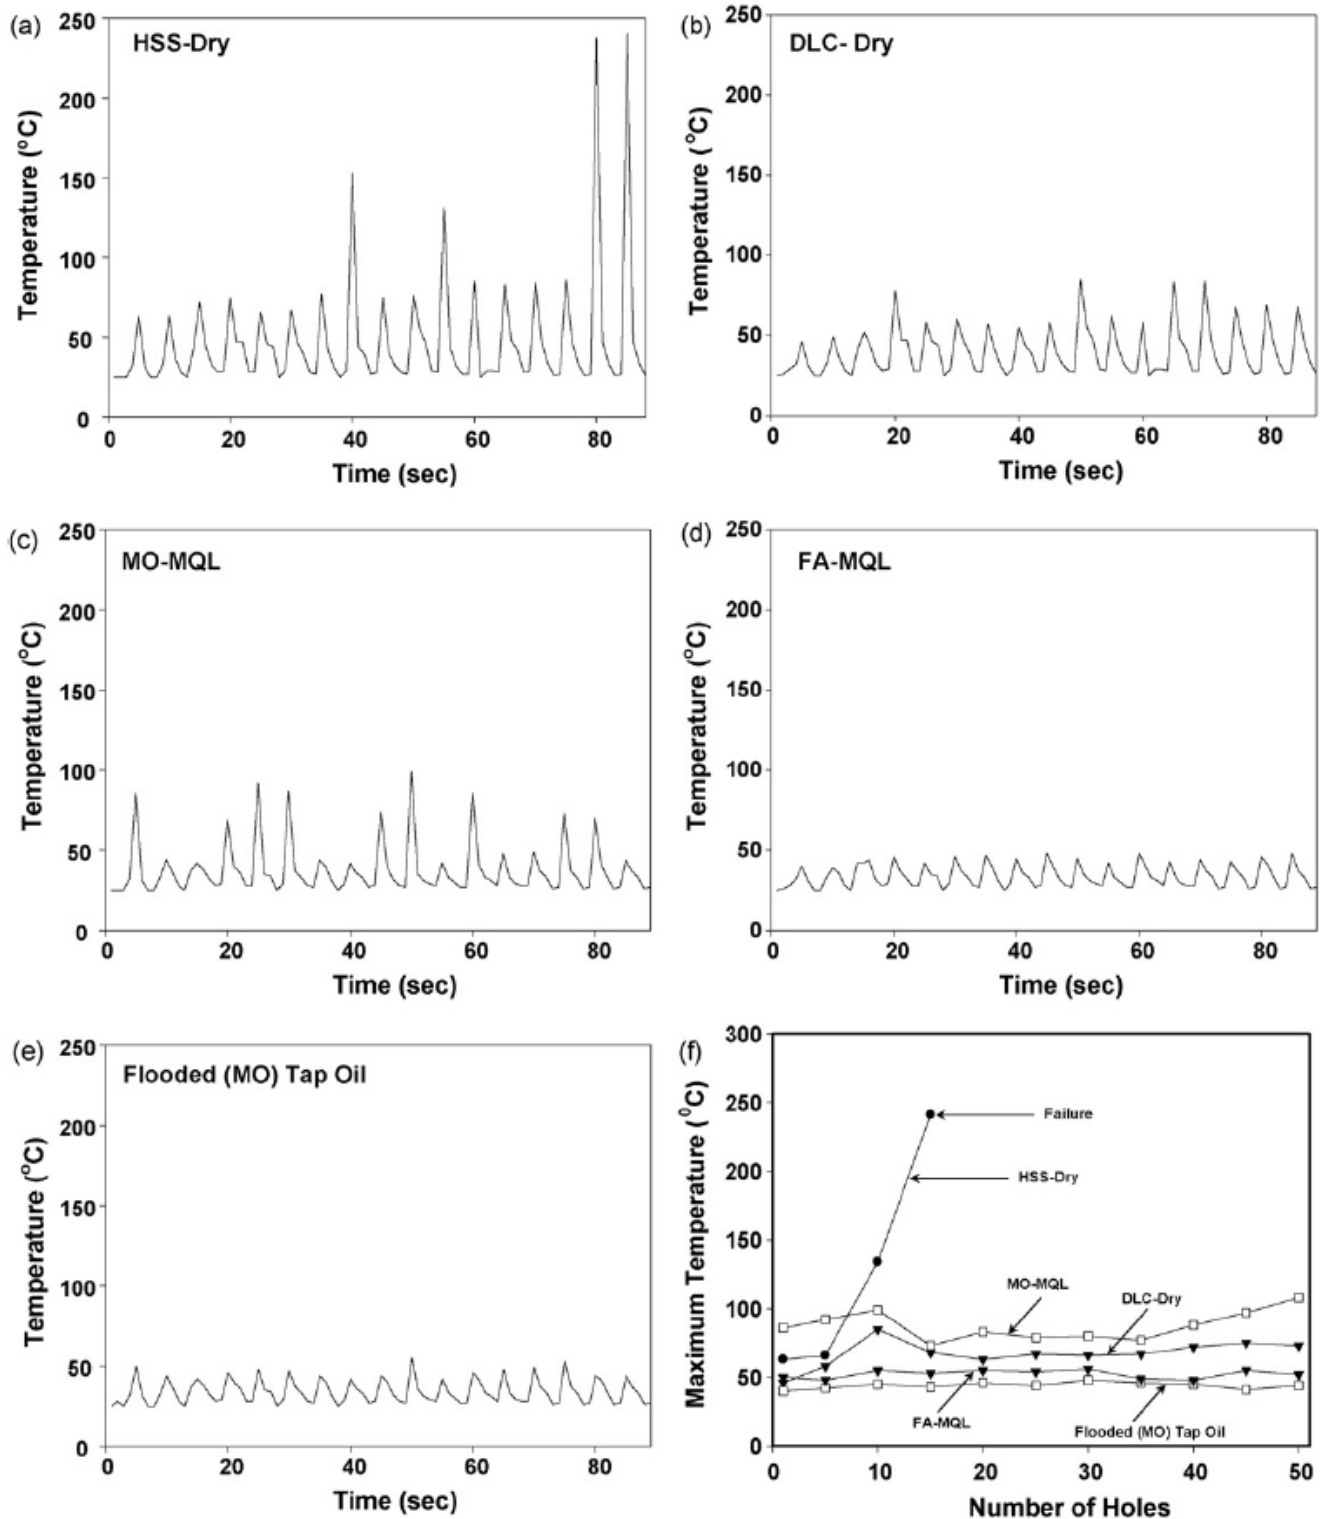 (a)
HSS-Dry
250
200
150
100
50
0
Temperature (°C)
0 20 40 60 80
Time (sec)
(b)
DLC- Dry
250
200
150
100
50
0
Temperature (°C)
0 20 40 60 80
Time (sec)
(c)
MO-MQL
250
200
150
100
50
0
Temperature (°C)
0 20 40 60 80
Time (sec)
(d)
FA-MQL
250
200
150
100
50
0
Temperature (°C)
0 20 40 60 80
Time (sec)
(e)
Flooded (MO) Tap Oil
250
200
150
100
50
0
Temperature (°C)
0 20 40 60 80
Time (sec)
(f)
300
250
200
150
100
50
0
Maximum Temperature (⁰C)
Failure
HSS-Dry
MO-MQL
DLC-Dry
FA-MQL
Flooded (MO) Tap Oil
0 10 20 30 40 50
Number of Holes